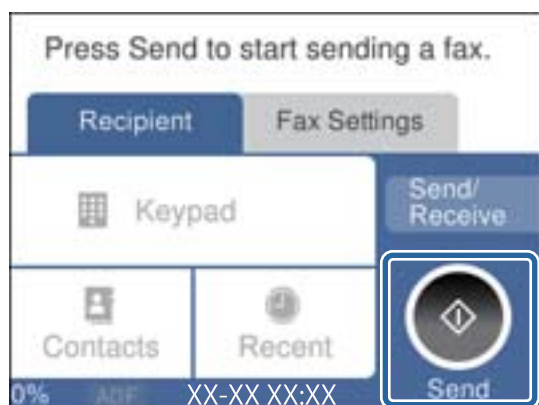 Press Send to start sending a fax.
Recipient
Fax Settings
Keypad
Send/
Receive
Contacts
Recent
Send
0% ADF XX-XX XX:XX